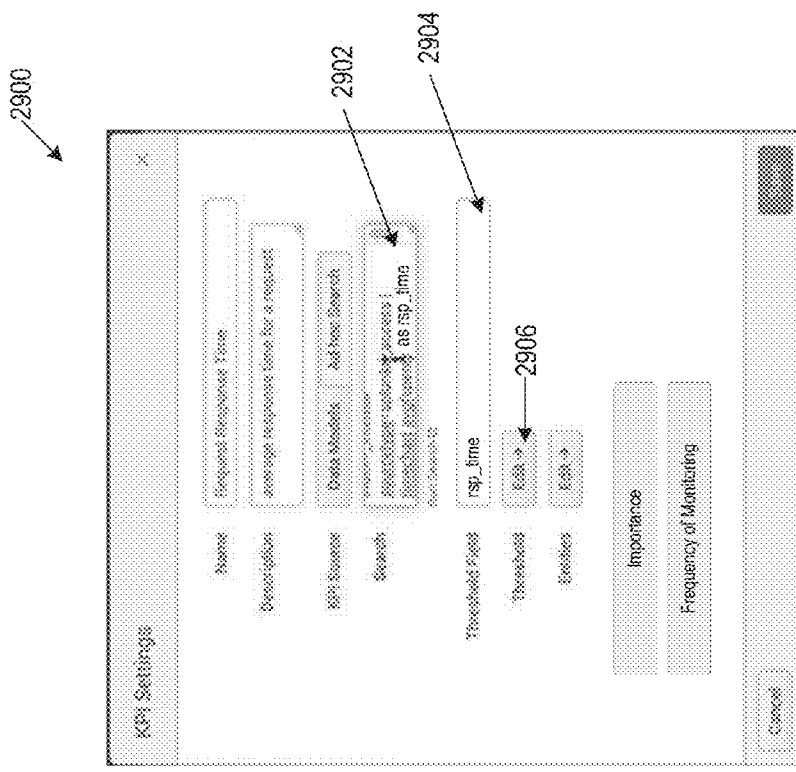 2900
KPI Settings X
Name Request Response Time
Description average response time for a request
KPI Source Data Models Ad hoc Search
Search
as rsp_time
2902
Threshold Field rsp_time
2904
Threshold Edit →
2906
Entities Edit →
Importance
Frequency of Monitoring
Cancel